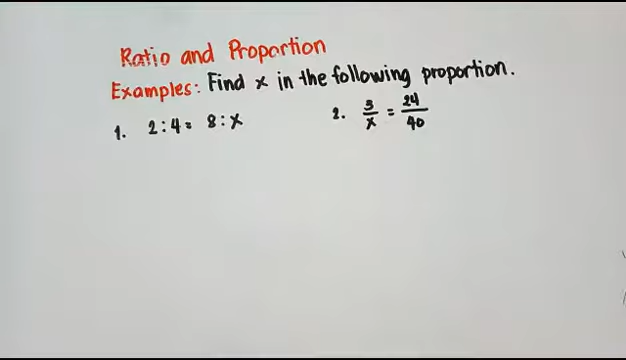 Ratio and Proportion
Examples: Find x in the following proportion.
1. 2:4 = 8:x
2. 3/x = 24/40